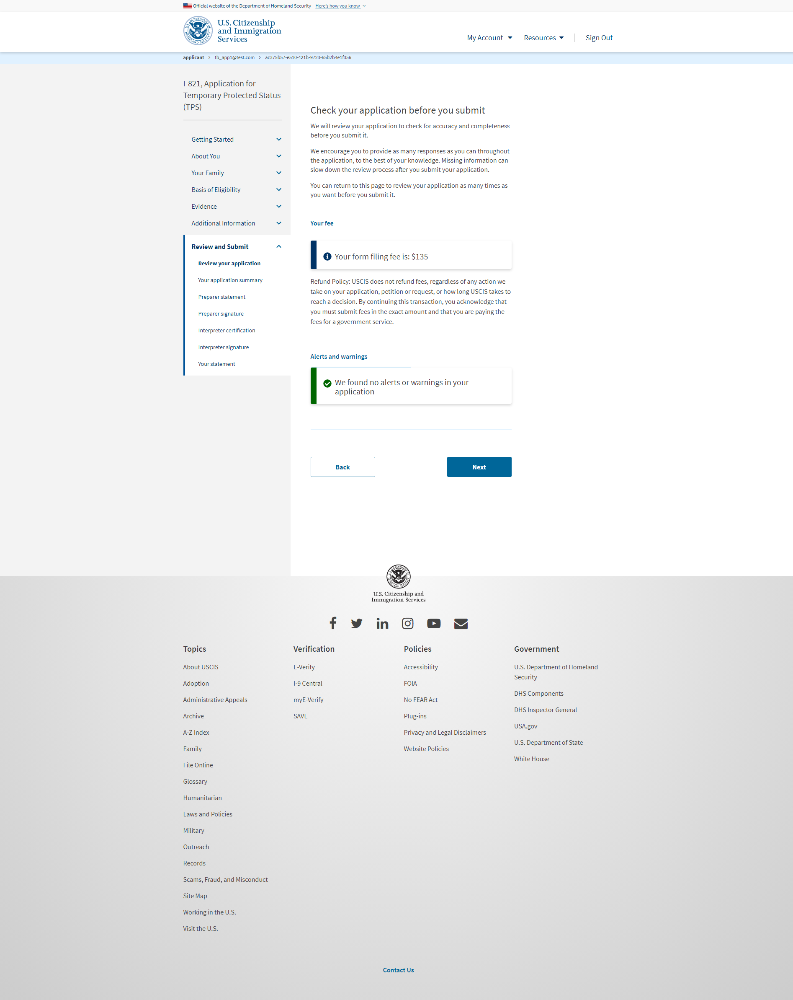 Official website of the Department of Homeland Security Here's how you know
U.S. Citizenship
and Immigration
Services
My Account
Resources
Sign Out
applicant > tb_app1@test.com > ac375b57-e510-421b-9723-65b2b4e1f356
I-821, Application for
Temporary Protected Status
(TPS)
Getting Started
About You
Your Family
Basis of Eligibility
Evidence
Additional Information
Review and Submit
Review your application
Your application summary
Preparer statement
Preparer signature
Interpreter certification
Interpreter signature
Your statement
Check your application before you submit
We will review your application to check for accuracy and completeness
before you submit it.
We encourage you to provide as many responses as you can throughout
the application, to the best of your knowledge. Missing information can
slow down the review process after you submit your application.
You can return to this page to review your application as many times as
you want before you submit it.
Your fee
Your form filing fee is: $135
Refund Policy: USCIS does not refund fees, regardless of any action we
take on your application, petition or request, or how long USCIS takes to
reach a decision. By continuing this transaction, you acknowledge that
you must submit fees in the exact amount and that you are paying the
fees for a government service.
Alerts and warnings
We found no alerts or warnings in your
application
Back
Next
U.S. Citizenship and
Immigration Services
Topics
About USCIS
Adoption
Administrative Appeals
Archive
A-Z Index
Family
File Online
Glossary
Humanitarian
Laws and Policies
Military
Outreach
Records
Scams, Fraud, and Misconduct
Site Map
Working in the U.S.
Visit the U.S.
Verification
E-Verify
I-9 Central
myE-Verify
SAVE
Policies
Accessibility
FOIA
No FEAR Act
Plug-ins
Privacy and Legal Disclaimers
Website Policies
Government
U.S. Department of Homeland
Security
DHS Components
DHS Inspector General
USA.gov
U.S. Department of State
White House
Contact Us